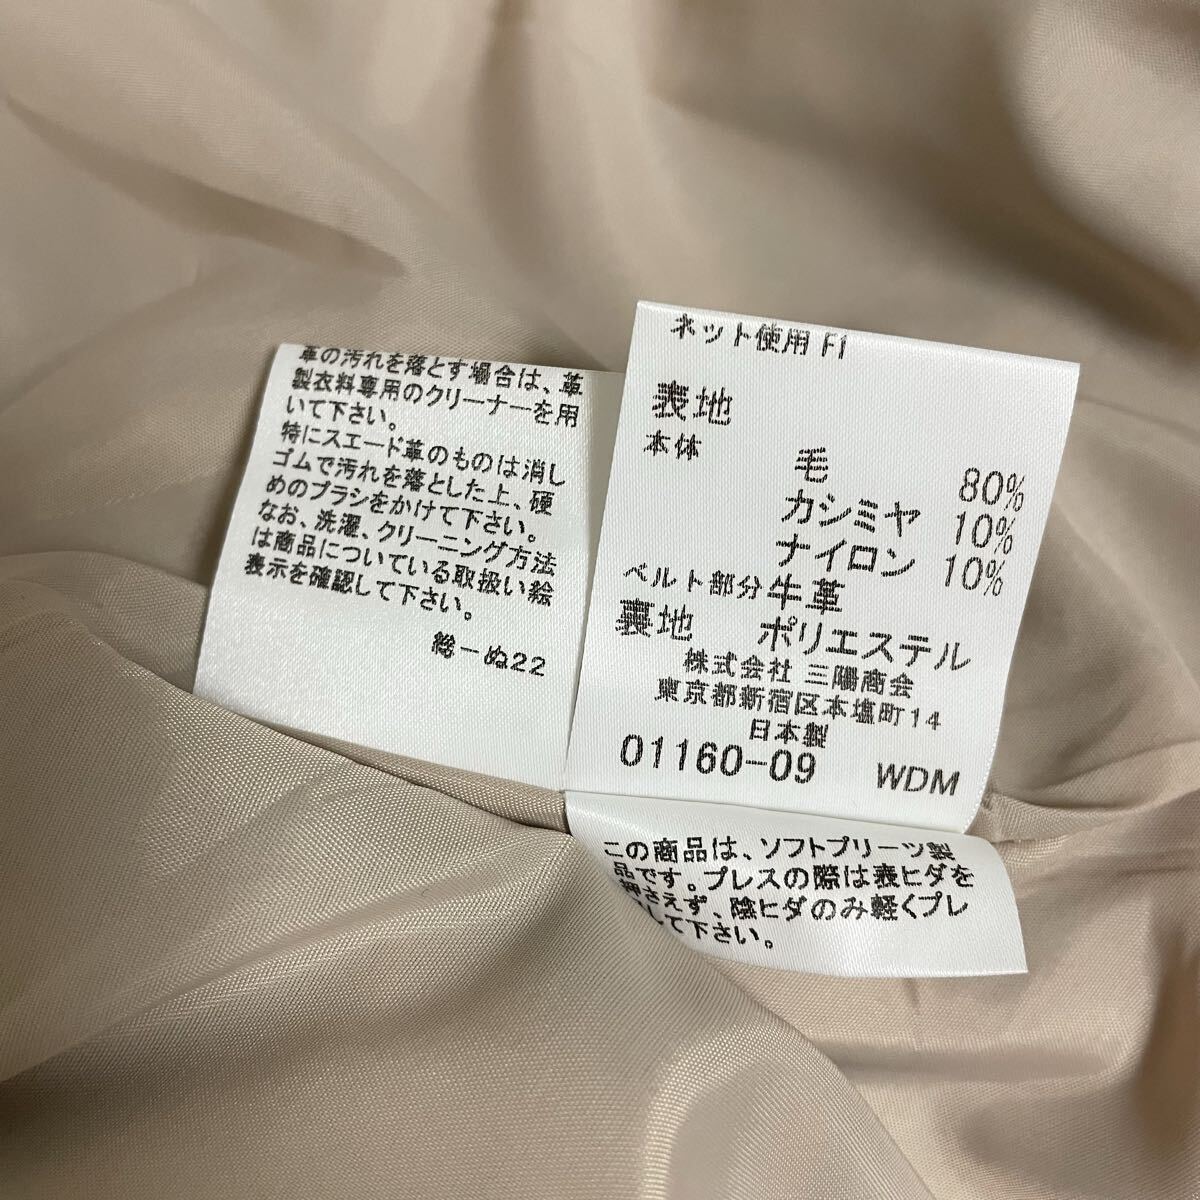 革の汚れを落とす場合は、革
製衣料専用のクリーナーを用
いて下さい。
特にスエード革のものは消し
ゴムで汚れを落とした上、硬
めのブラシをかけて下さい。
なお、洗濯、クリーニング方法
は商品についている取扱い絵
表示を確認して下さい。
総ーぬ22
ネット使用 F1
表地
本体
毛 80%
カシミヤ 10%
ナイロン 10%
ベルト部分 牛革
裏地 ポリエステル
株式会社 三陽商会
東京都新宿区本塩町14
日本製
01160-09 WDM
この商品は、ソフトプリーツ製
品です。プレスの際は表ヒダを
押さえず、陰ヒダのみ軽くプレ
して下さい。